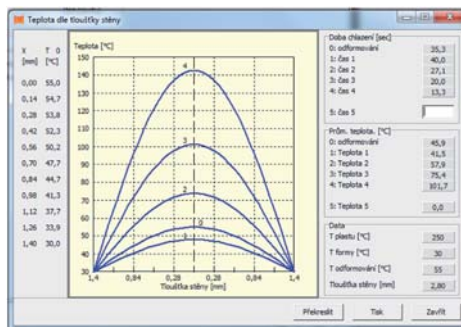 Teplota dle tloušťky stěny
X T 0
[mm] [°C]
0,00 55,0
0,14 54,7
0,28 53,8
0,42 52,3
0,56 50,2
0,70 47,7
0,84 44,7
0,98 41,3
1,12 37,7
1,26 33,9
1,40 30,0
Teplota [°C]
150
140
130
120
110
100
90
80
70
60
50
40
30
4
3
2
0
1
1,4 0,84 0,28 0,28 0,84 1,4
Tloušťka stěny [mm]
Doba chlazení [sec]
0: odformování 25,3
1: čas 1 40,0
2: čas 2 27,1
3: čas 3 20,0
4: čas 4 13,3
5: čas 5
Prům. teplota. [°C]
0: odformování 45,9
1: Teplota 1 41,5
2: Teplota 2 57,9
3: Teplota 3 75,4
4: Teplota 4 101,7
5: Teplota 5 0,0
Data
T plastu [°C] 250
T formy [°C] 30
T odformování [°C] 55
Tloušťka stěny [mm] 2,80
Překreslit Tisk Zavřít